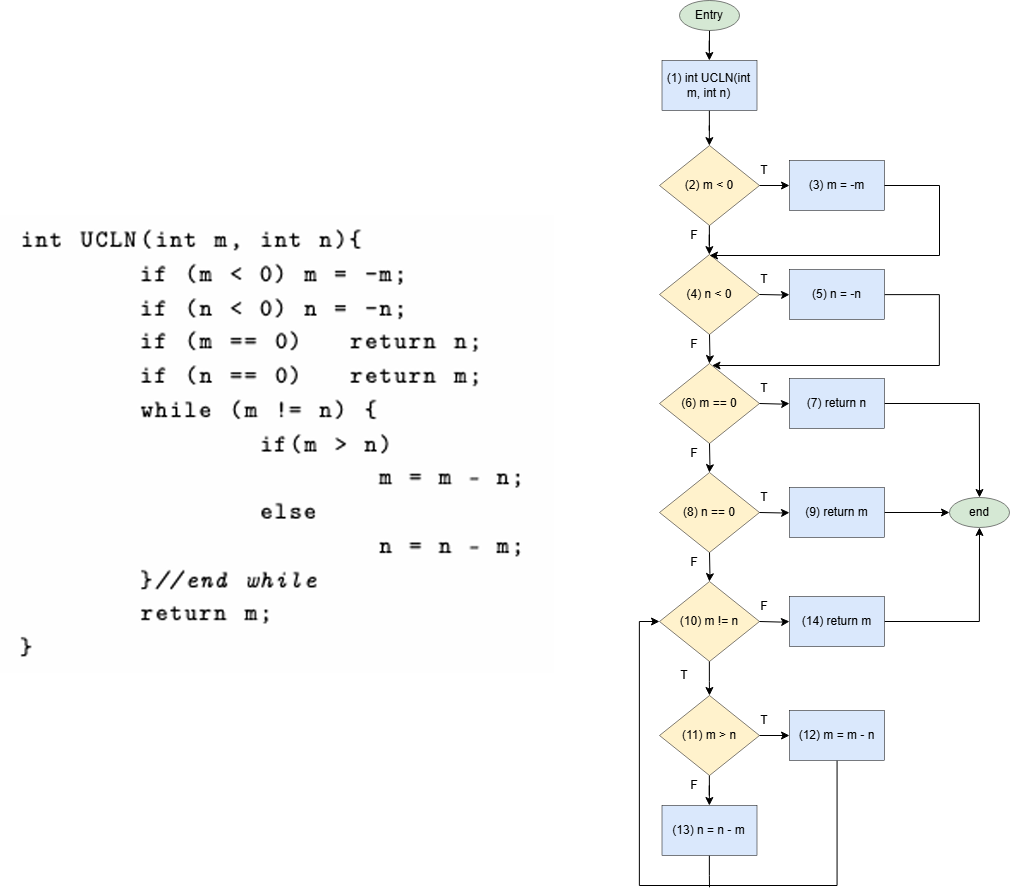 int UCLN(int m, int n){
if (m < 0) m = -m;
if (n < 0) n = -n;
if (m == 0) return n;
if (n == 0) return m;
while (m != n) {
if(m > n)
m = m - n;
else
n = n - m;
}//end while
return m;
}
Entry
(1) int UCLN(int
m, int n)
(2) m < 0
T
(3) m = -m
F
(4) n < 0
T
(5) n = -n
F
(6) m == 0
T
(7) return n
F
(8) n == 0
T
(9) return m
end
F
(10) m != n
F
(14) return m
T
(11) m > n
T
(12) m = m - n
F
(13) n = n - m